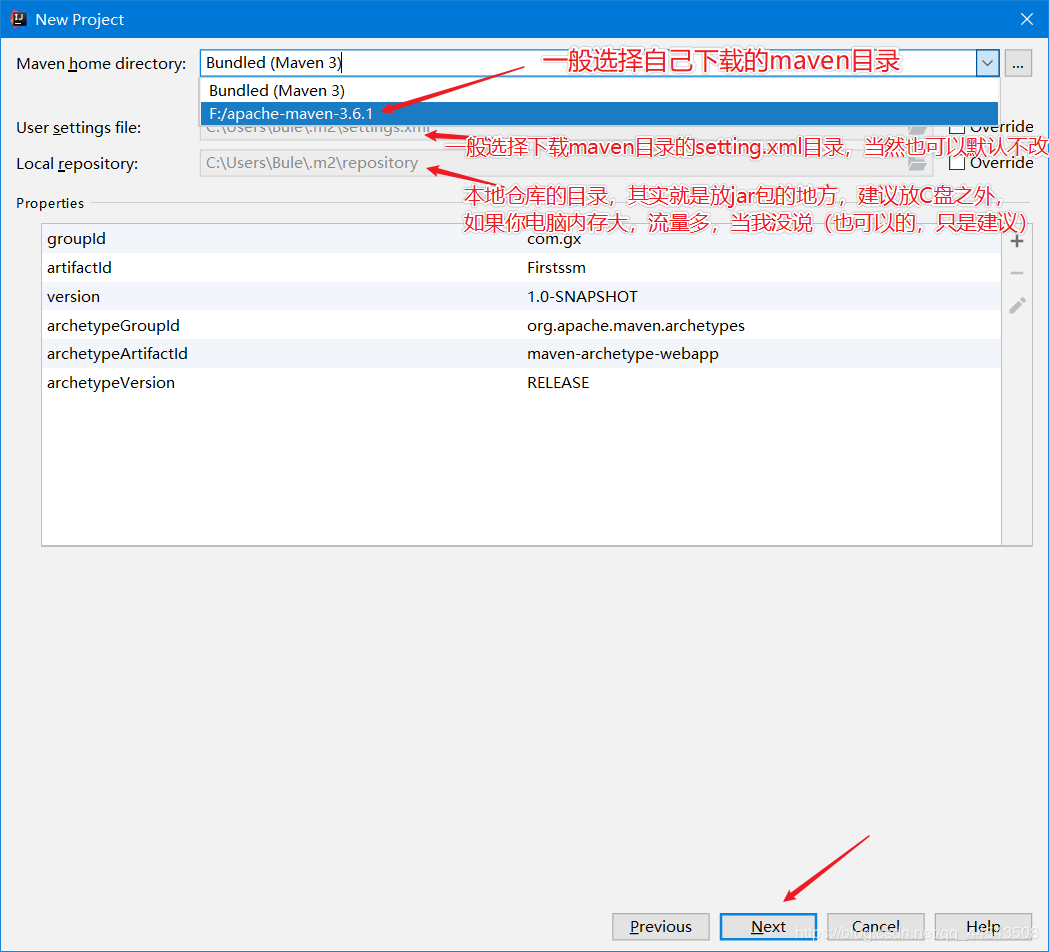 New Project
Maven home directory:
Bundled (Maven 3)
...
一般选择自己下载的maven目录
Bundled (Maven 3)
F:/apache-maven-3.6.1
User settings file:
C:\Users\Bule\.m2\settings.xml
Override
一般选择下载maven目录的setting.xml目录，当然也可以默认不改
Local repository:
C:\Users\Bule\.m2\repository
Override
本地仓库的目录，其实就是放jar包的地方，建议放C盘之外，
如果你电脑内存大，流量多，当我没说（也可以的，只是建议）
Properties
groupId com.gx
artifactId Firstssm
version 1.0-SNAPSHOT
archetypeGroupId org.apache.maven.archetypes
archetypeArtifactId maven-archetype-webapp
archetypeVersion RELEASE
Previous
Next
Cancel
Help